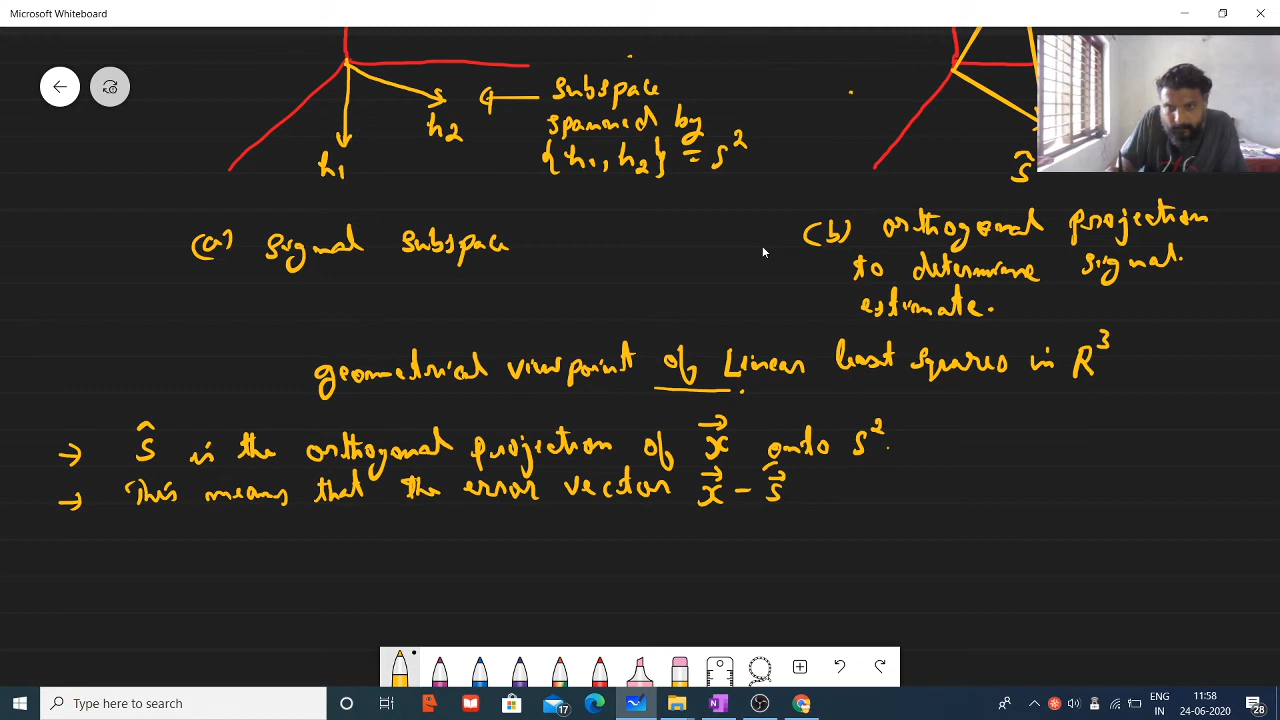 Microsoft Whiteboard
subspace
spanned by
{h1, h2} = S²
h2
h1
ŝ
(a) signal subspace
(b) orthogonal projection
to determine signal
estimate.
geometrical viewpoint of Linear least squares in R³
→ ŝ is the orthogonal projection of x⃗ onto S².
→ This means that the error vector x⃗ - ŝ⃗
Type here to search
17
ENG
IN
11:58
24-06-2020
28